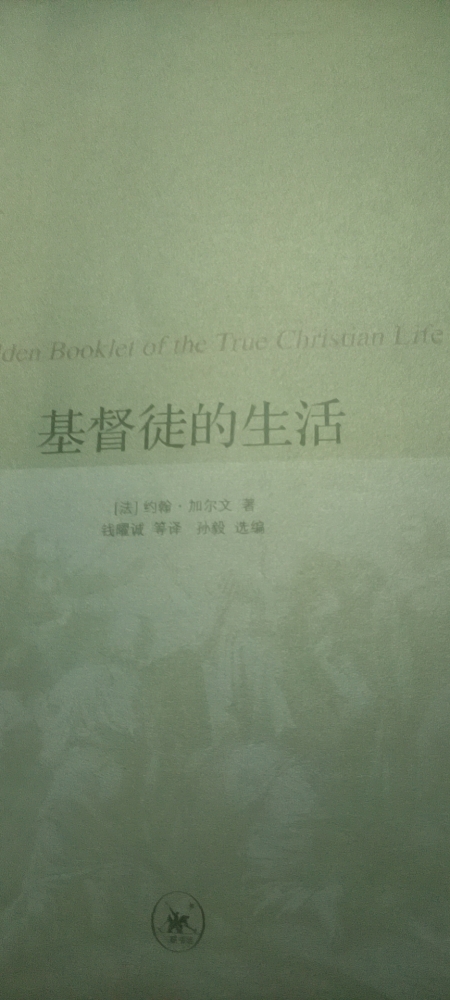 lden Booklet of the True Christian Life
基督徒的生活
[法] 约翰·加尔文 著
钱曜诚 等译 孙毅 选编